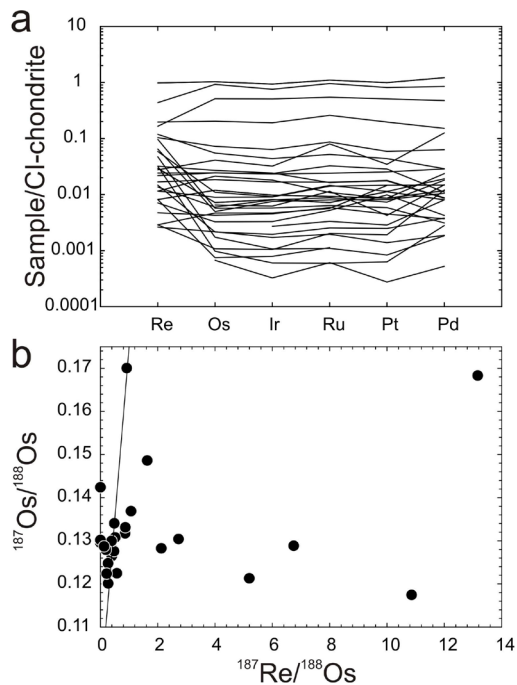 a
10
1
0.1
0.01
0.001
0.0001
Sample/CI-chondrite
Re Os Ir Ru Pt Pd
b
0.17
0.16
0.15
0.14
0.13
0.12
0.11
¹⁸⁷Os/¹⁸⁸Os
0 2 4 6 8 10 12 14
¹⁸⁷Re/¹⁸⁸Os